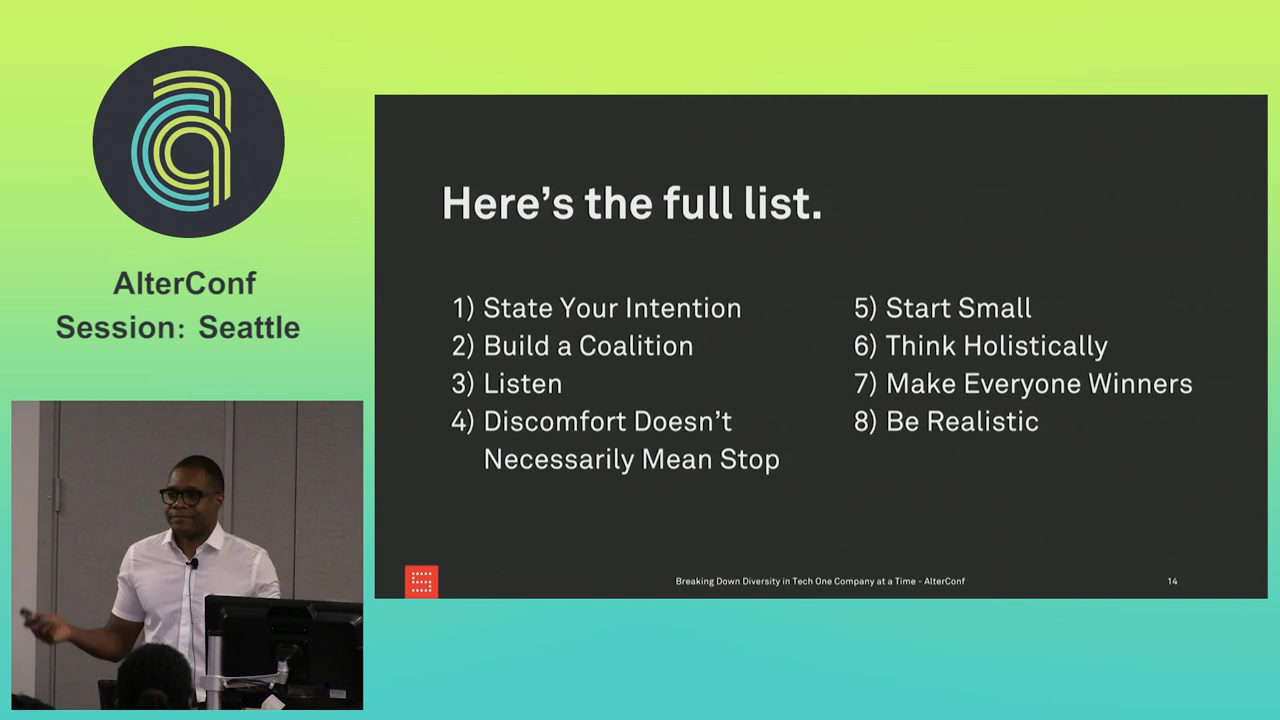 AlterConf
Session: Seattle
Here's the full list.
1) State Your Intention
2) Build a Coalition
3) Listen
4) Discomfort Doesn't
Necessarily Mean Stop
5) Start Small
6) Think Holistically
7) Make Everyone Winners
8) Be Realistic
Breaking Down Diversity in Tech One Company at a Time - AlterConf
14